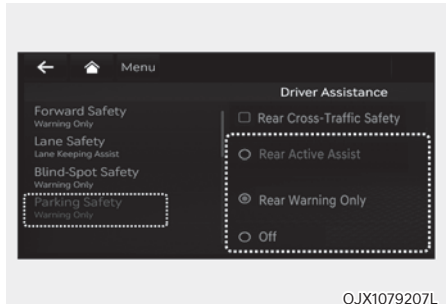 Menu
Driver Assistance
Forward Safety
Warning Only
Lane Safety
Lane Keeping Assist
Blind-Spot Safety
Warning Only
Parking Safety
Warning Only
Rear Cross-Traffic Safety
Rear Active Assist
Rear Warning Only
Off
OJX1079207L